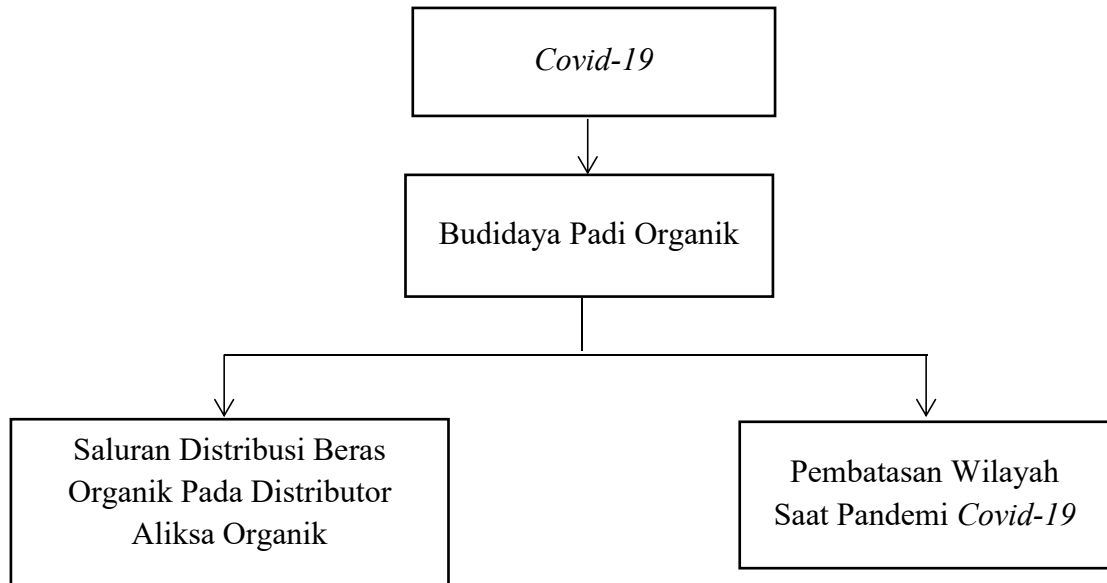 Covid-19
Budidaya Padi Organik
Saluran Distribusi Beras
Organik Pada Distributor
Aliksa Organik
Pembatasan Wilayah
Saat Pandemi Covid-19